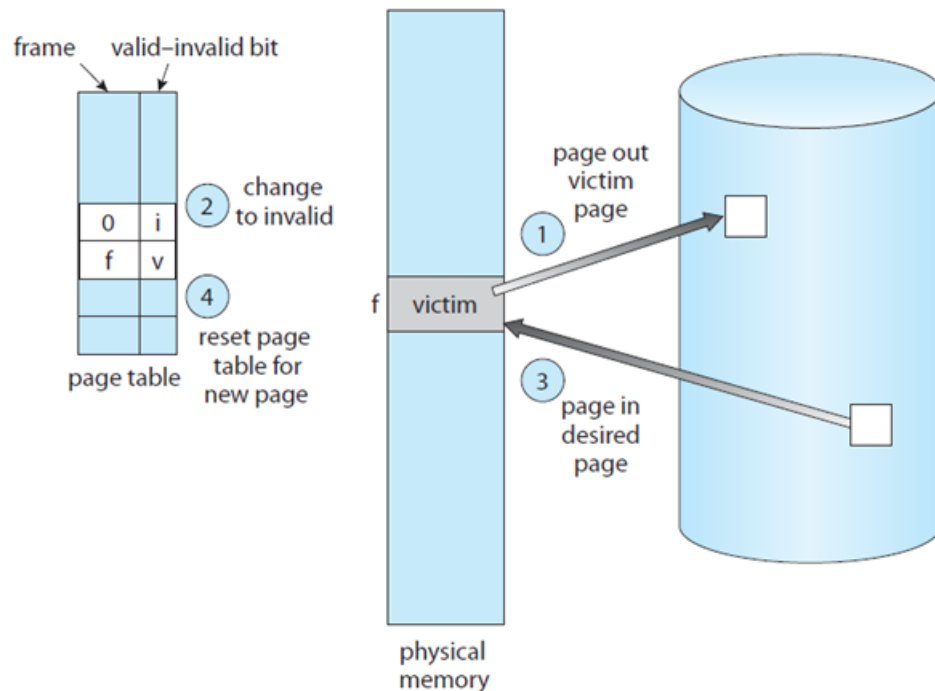 frame
valid–invalid bit
0
i
f
v
page table
2
change
to invalid
4
reset page
table for
new page
f
victim
physical
memory
page out
victim
page
1
3
page in
desired
page